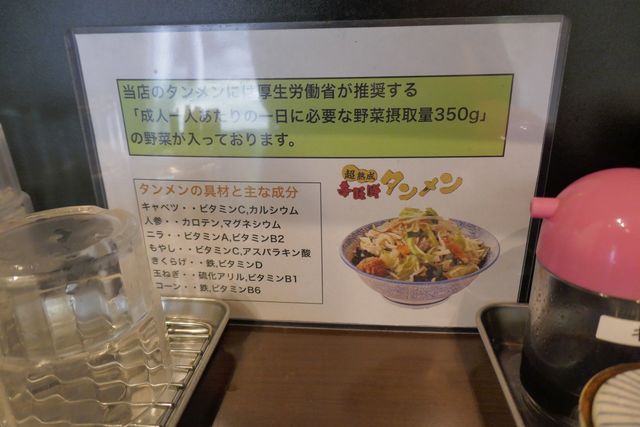 当店のタンメンには厚生労働省が推奨する
「成人一人あたりの一日に必要な野菜摂取量350g」
の野菜が入っております。
タンメンの具材と主な成分
キャベツ・・ビタミンC,カルシウム
人参・・カロテン,マグネシウム
ニラ・・ビタミンA,ビタミンB2
もやし・・ビタミンC,アスパラキン酸
きくらげ・・鉄,ビタミンD
玉ねぎ・・硫化アリル,ビタミンB1
コーン・・鉄,ビタミンB6
超熟成
タンメン